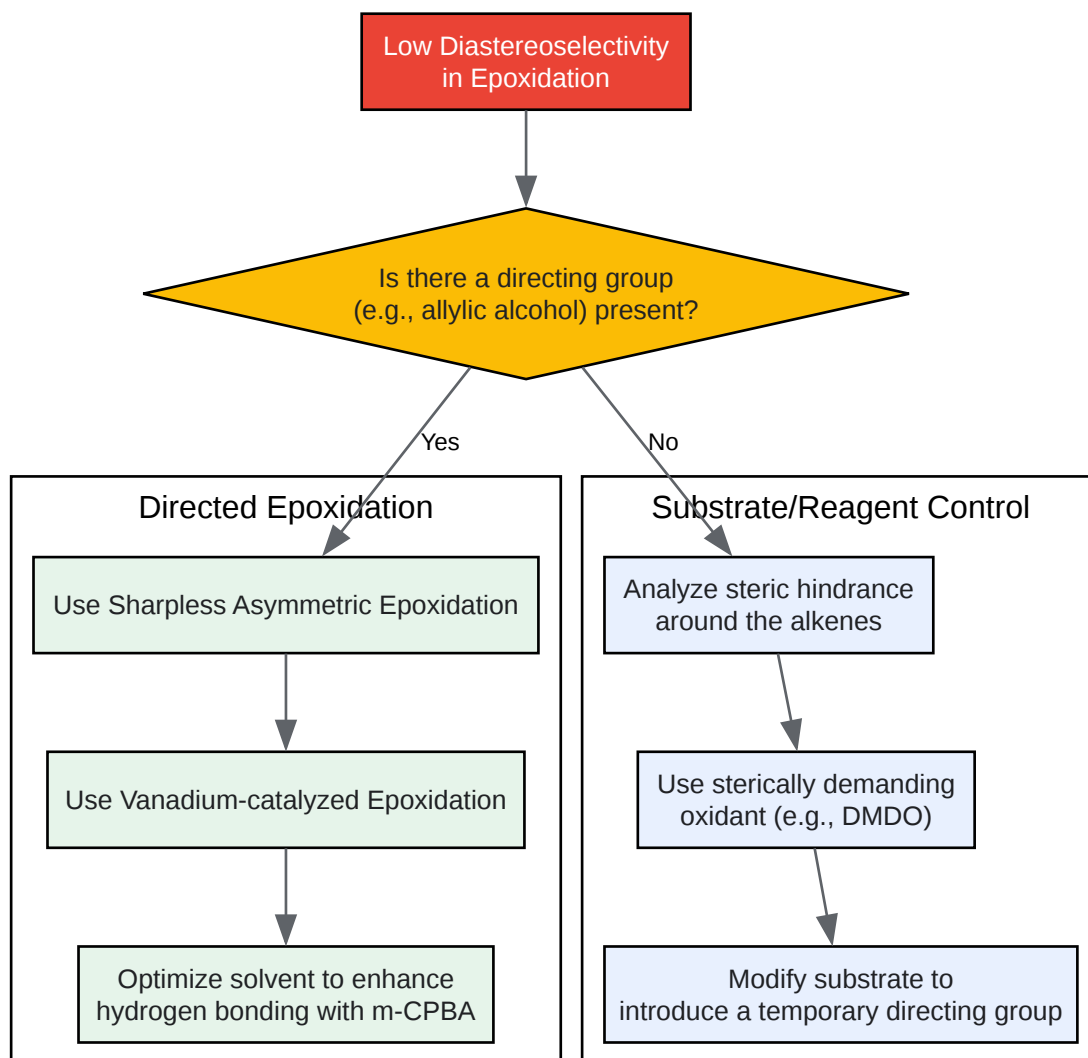 Low Diastereoselectivity
in Epoxidation
Is there a directing group
(e.g., allylic alcohol) present?
Yes
No
Directed Epoxidation
Use Sharpless Asymmetric Epoxidation
Use Vanadium-catalyzed Epoxidation
Optimize solvent to enhance
hydrogen bonding with m-CPBA
Substrate/Reagent Control
Analyze steric hindrance
around the alkenes
Use sterically demanding
oxidant (e.g., DMDO)
Modify substrate to
introduce a temporary directing group